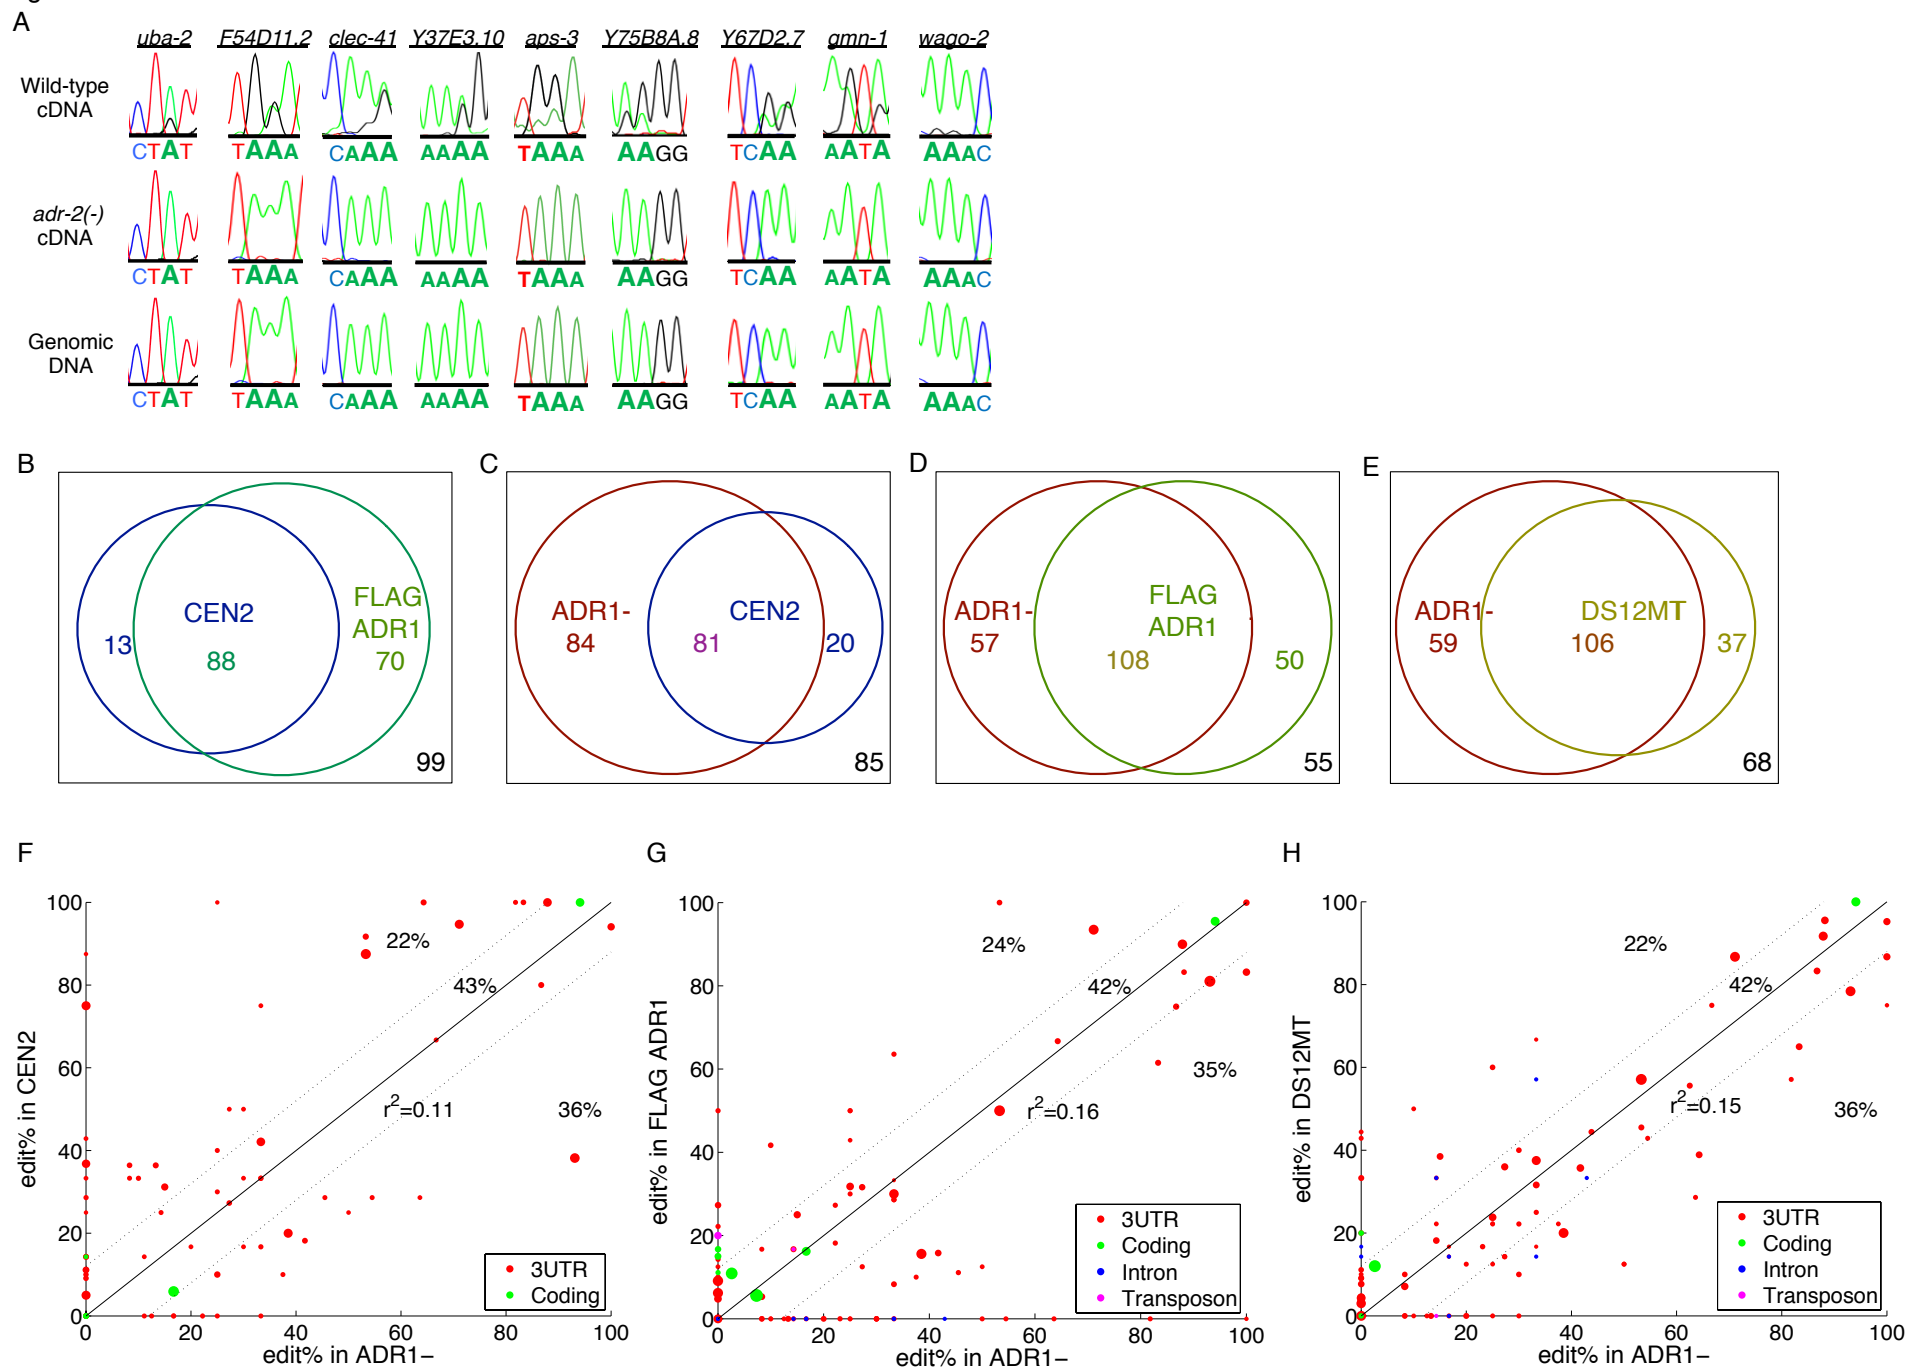 A
uba-2 F54D11.2 clec-41 Y37E3.10 aps-3 Y75B8A.8 Y67D2.7 gmn-1 wago-2
Wild-type
cDNA
CTAT TAAA CAAA AAAA TAAA AAGG TCAA AATA AAAC
adr-2(-)
cDNA
CTAT TAAA CAAA AAAA TAAA AAGG TCAA AATA AAAC
Genomic
DNA
CTAT TAAA CAAA AAAA TAAA AAGG TCAA AATA AAAC
B
CEN2
FLAG
ADR1
13
88
70
99
C
ADR1-
84
81
CEN2
20
85
D
ADR1-
57
FLAG
ADR1
108
50
55
E
ADR1-
59
DS12MT
106
37
68
F
100
80
60
40
20
0
edit% in CEN2
22%
43%
r²=0.11
36%
3UTR
Coding
0 20 40 60 80 100
edit% in ADR1−
G
100
80
60
40
20
0
edit% in FLAG ADR1
24%
42%
35%
r²=0.16
3UTR
Coding
Intron
Transposon
0 20 40 60 80 100
edit% in ADR1−
H
100
80
60
40
20
0
edit% in DS12MT
22%
42%
r²=0.15
36%
3UTR
Coding
Intron
Transposon
0 20 40 60 80 100
edit% in ADR1−